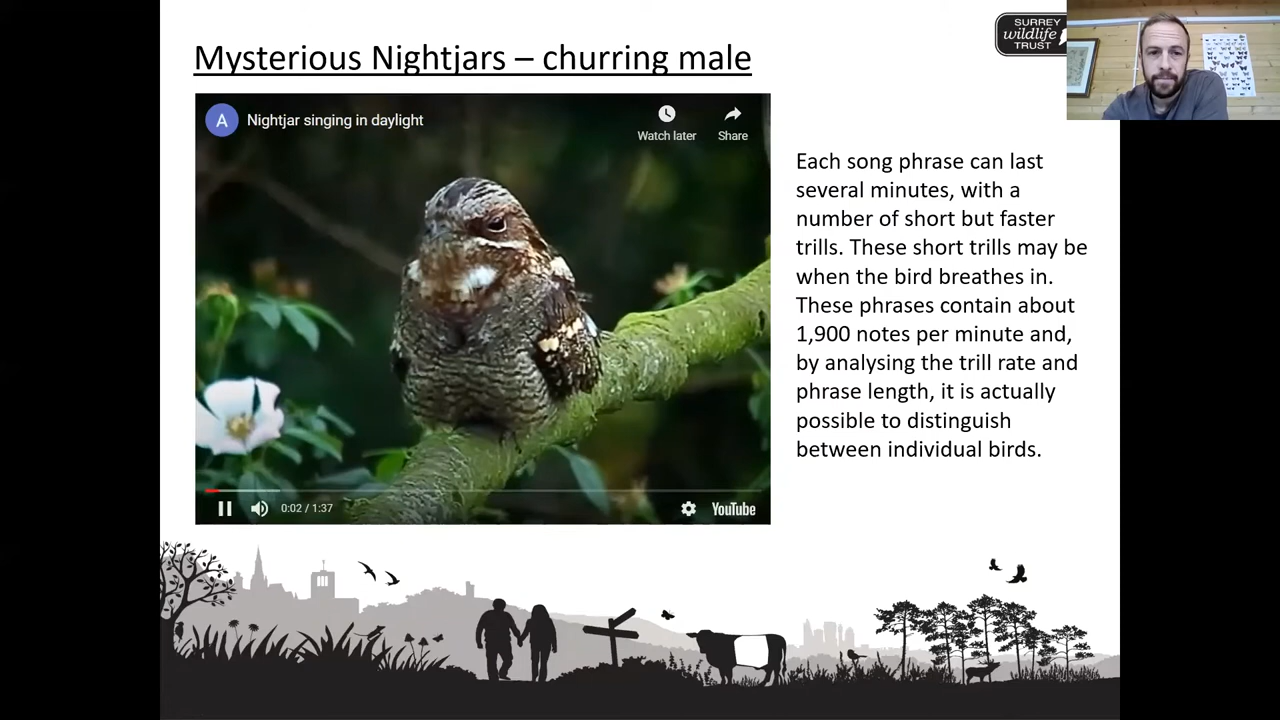 Mysterious Nightjars – churring male
SURREY
wildlife
TRUST
A
Nightjar singing in daylight
Watch later
Share
Each song phrase can last
several minutes, with a
number of short but faster
trills. These short trills may be
when the bird breathes in.
These phrases contain about
1,900 notes per minute and,
by analysing the trill rate and
phrase length, it is actually
possible to distinguish
between individual birds.
0:02 / 1:37
YouTube